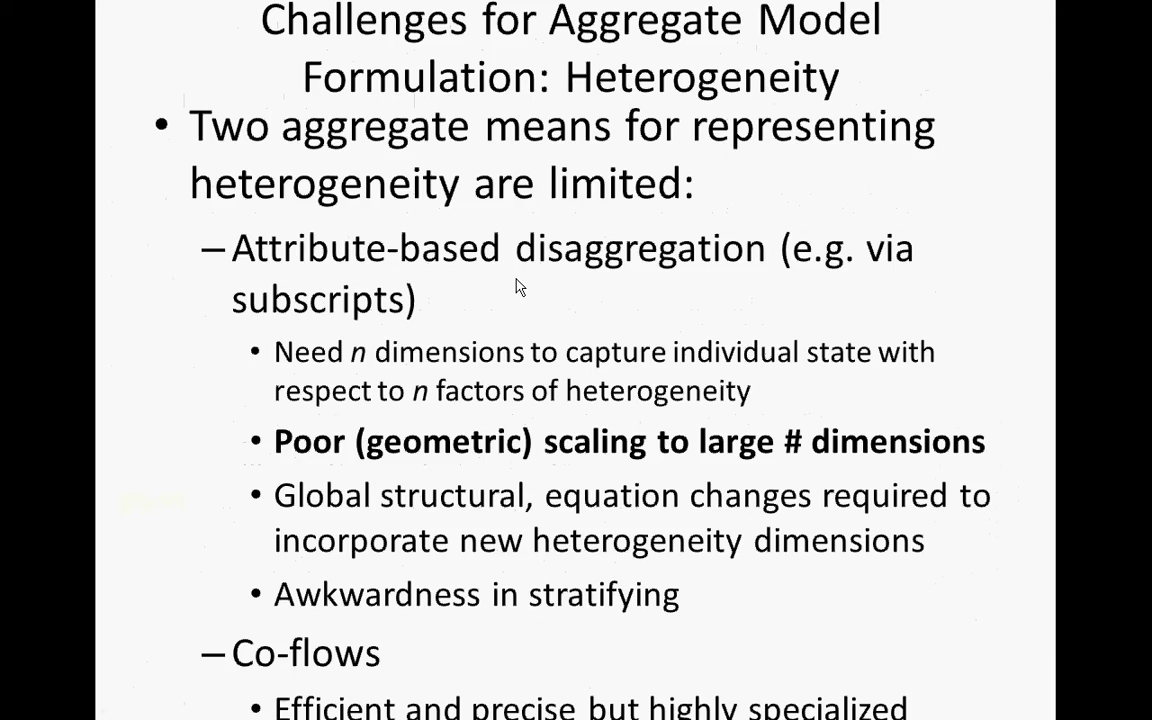 Challenges for Aggregate Model
Formulation: Heterogeneity
• Two aggregate means for representing
heterogeneity are limited:
– Attribute-based disaggregation (e.g. via
subscripts)
• Need n dimensions to capture individual state with
respect to n factors of heterogeneity
• Poor (geometric) scaling to large # dimensions
• Global structural, equation changes required to
incorporate new heterogeneity dimensions
• Awkwardness in stratifying
– Co-flows
• Efficient and precise but highly specialized